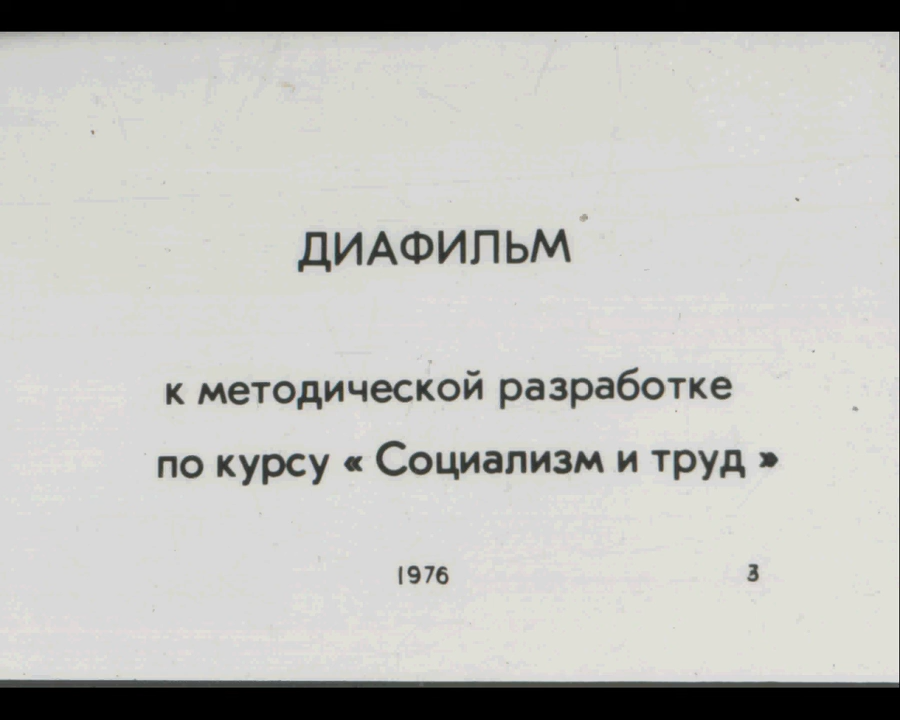 ДИАФИЛЬМ
к методической разработке
по курсу « Социализм и труд »
1976 3